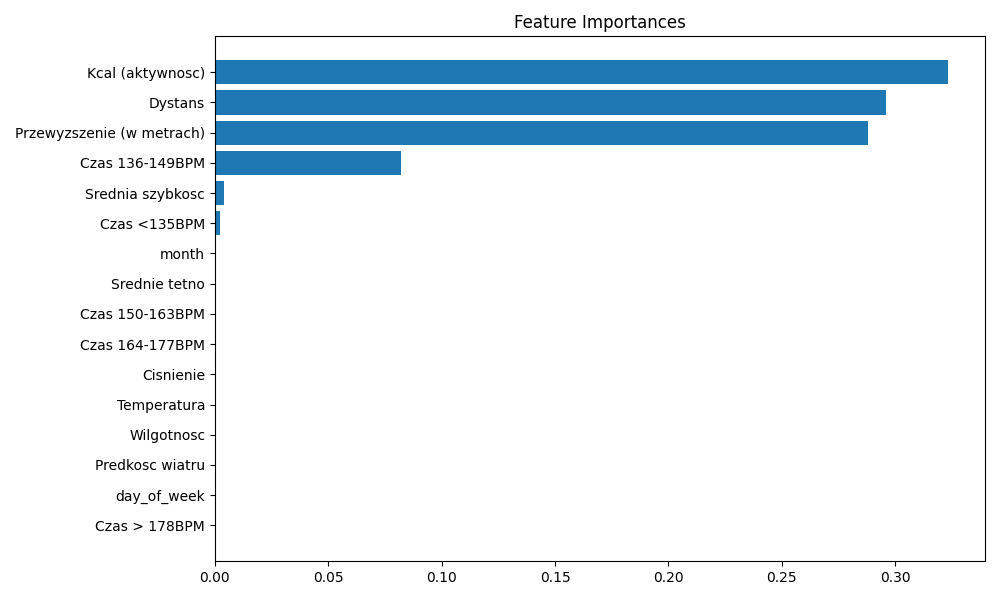 Feature Importances
Kcal (aktywnosc)
Dystans
Przewyzszenie (w metrach)
Czas 136-149BPM
Srednia szybkosc
Czas <135BPM
month
Srednie tetno
Czas 150-163BPM
Czas 164-177BPM
Cisnienie
Temperatura
Wilgotnosc
Predkosc wiatru
day_of_week
Czas > 178BPM
0.00 0.05 0.10 0.15 0.20 0.25 0.30